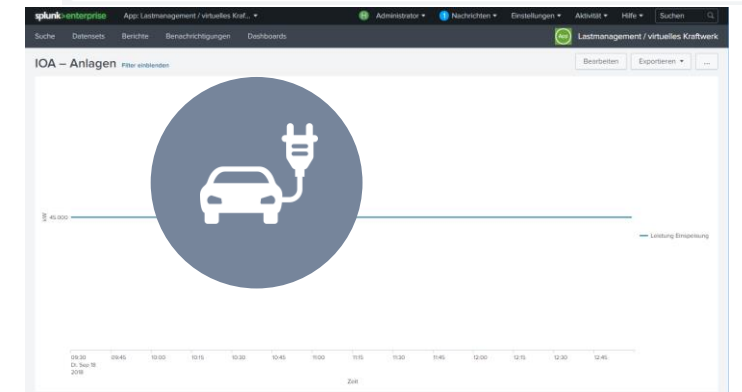 splunk>enterprise App: Lastmanagement / virtuelles Kraf... Administrator Nachrichten Einstellungen Aktivität Hilfe Suchen
Suche Datensets Berichte Benachrichtigungen Dashboards App Lastmanagement / virtuelles Kraftwerk
IOA – Anlagen Filter einblenden Bearbeiten Exportieren ...
kW 45.000
Leistung Einspeisung
09:30 09:45 10:00 10:15 10:30 10:45 11:00 11:15 11:30 11:45 12:00 12:15 12:30 12:45
Di. Sep 18
2018
Zeit